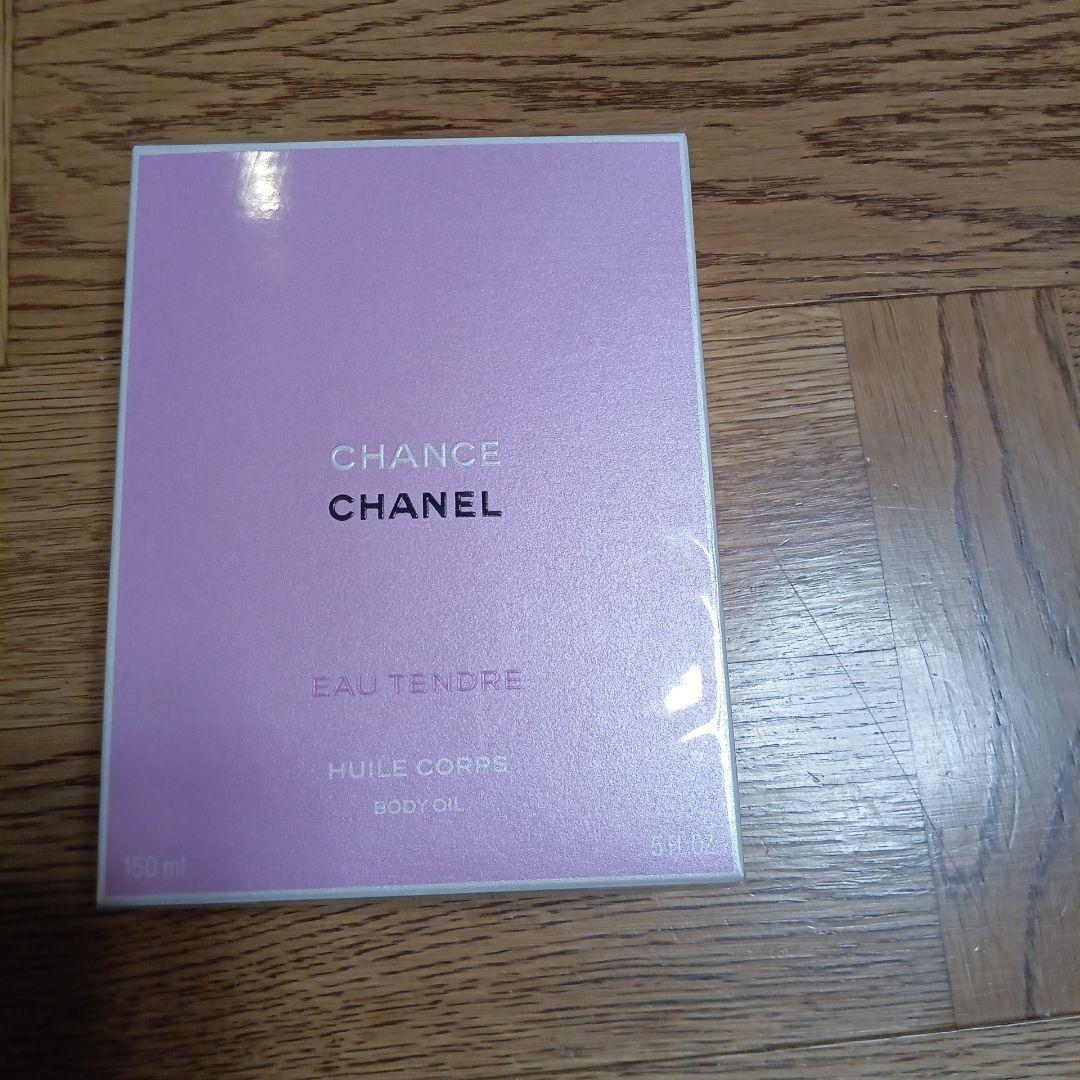 CHANCE
CHANEL
EAU TENDRE
HUILE CORPS
BODY OIL
150 ml
5 fl. oz